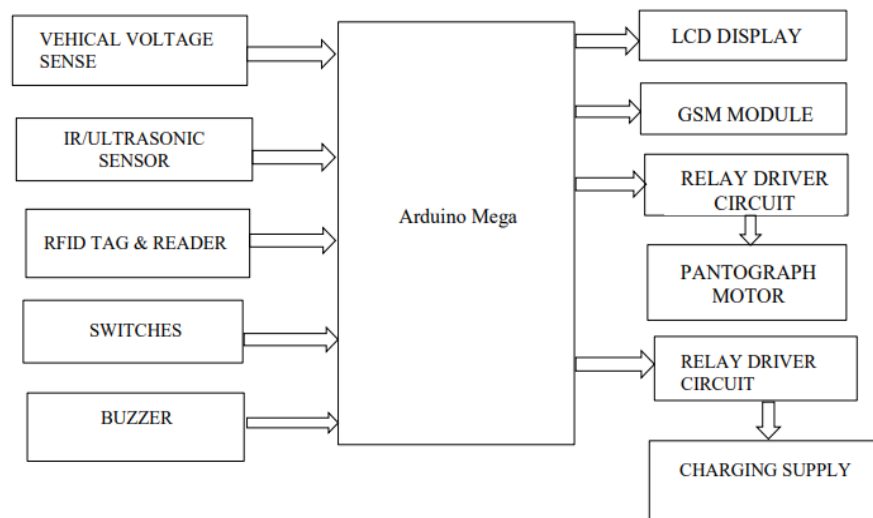 VEHICAL VOLTAGE
SENSE
IR/ULTRASONIC
SENSOR
RFID TAG & READER
SWITCHES
BUZZER
Arduino Mega
LCD DISPLAY
GSM MODULE
RELAY DRIVER
CIRCUIT
PANTOGRAPH
MOTOR
RELAY DRIVER
CIRCUIT
CHARGING SUPPLY